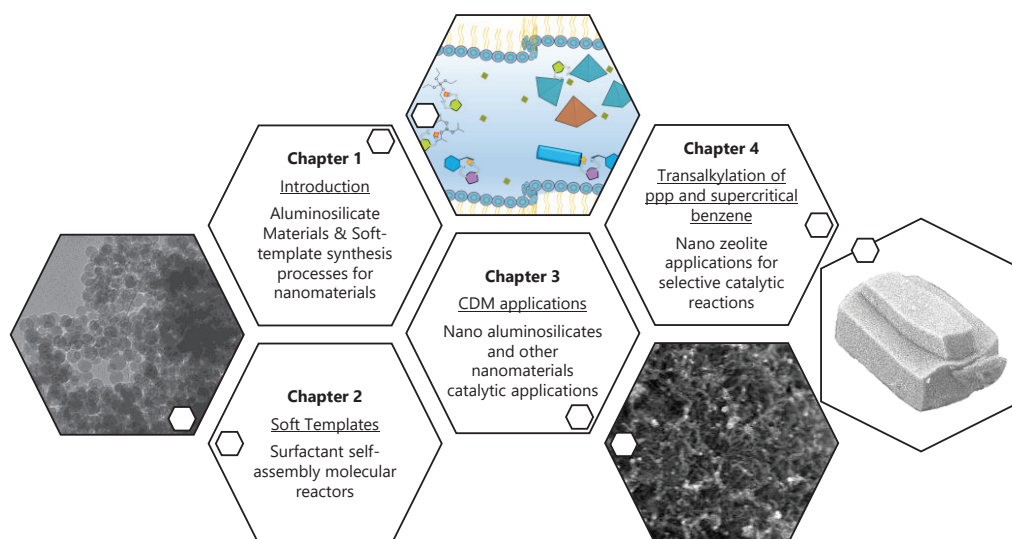 Chapter 1
Introduction
Aluminosilicate
Materials & Soft-
template synthesis
processes for
nanomaterials
Chapter 2
Soft Templates
Surfactant self-
assembly molecular
reactors
Chapter 3
CDM applications
Nano aluminosilicates
and other
nanomaterials
catalytic applications
Chapter 4
Transalkylation of
ppp and supercritical
benzene
Nano zeolite
applications for
selective catalytic
reactions